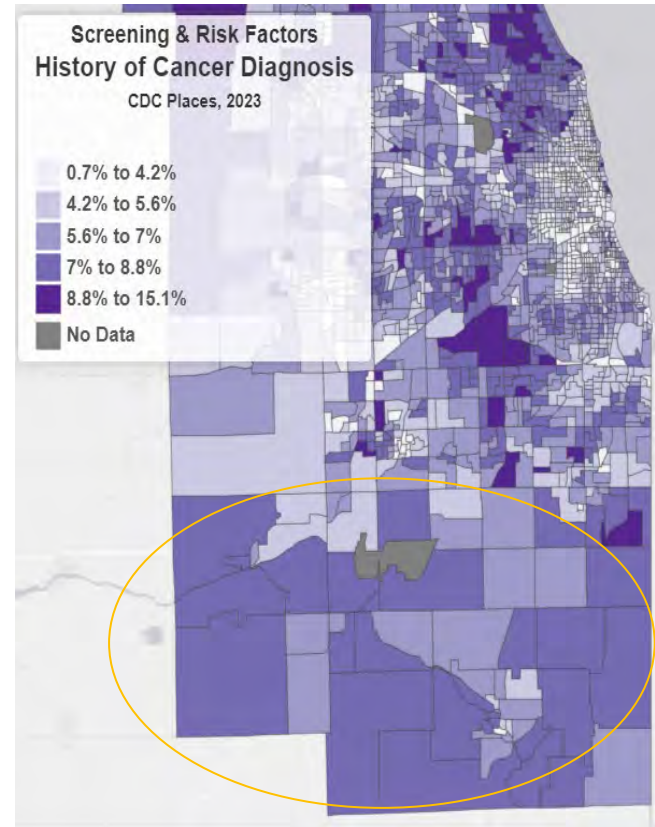 Screening & Risk Factors
History of Cancer Diagnosis
CDC Places, 2023
0.7% to 4.2%
4.2% to 5.6%
5.6% to 7%
7% to 8.8%
8.8% to 15.1%
No Data